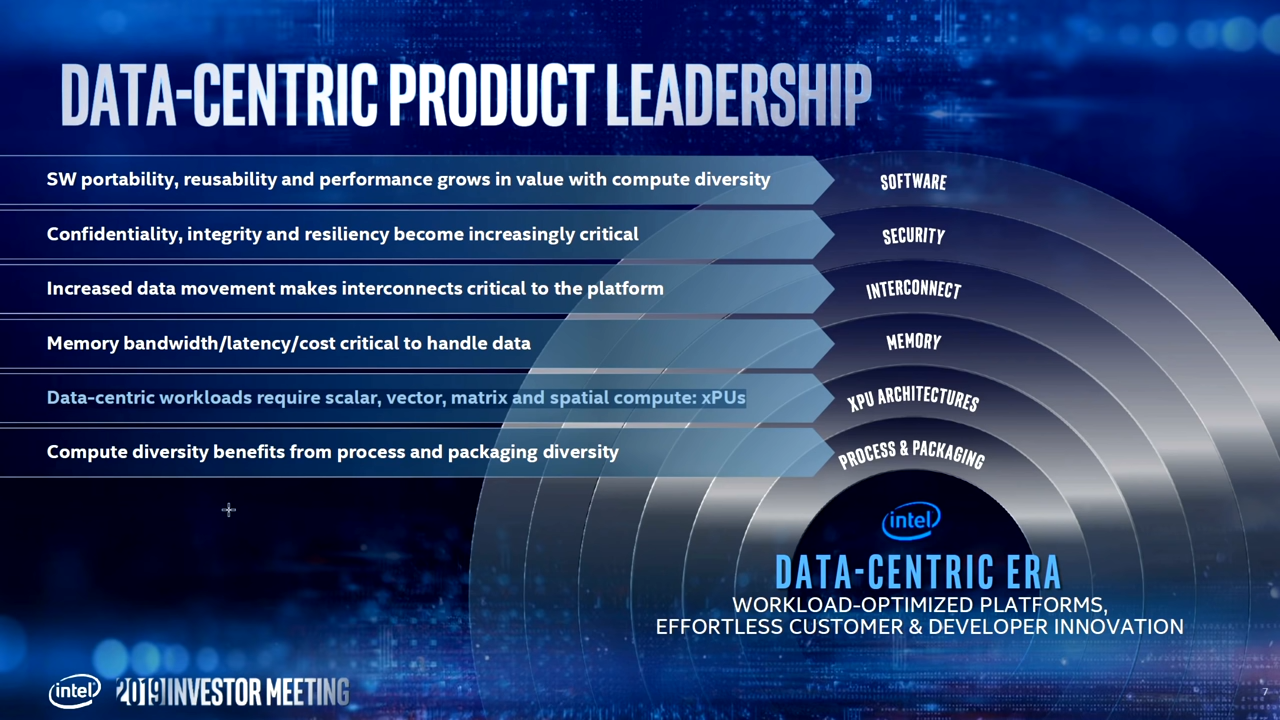 DATA-CENTRIC PRODUCT LEADERSHIP
SW portability, reusability and performance grows in value with compute diversity
SOFTWARE
Confidentiality, integrity and resiliency become increasingly critical
SECURITY
Increased data movement makes interconnects critical to the platform
INTERCONNECT
Memory bandwidth/latency/cost critical to handle data
MEMORY
Data-centric workloads require scalar, vector, matrix and spatial compute: xPUs
XPU ARCHITECTURES
Compute diversity benefits from process and packaging diversity
PROCESS & PACKAGING
intel
DATA-CENTRIC ERA
WORKLOAD-OPTIMIZED PLATFORMS,
EFFORTLESS CUSTOMER & DEVELOPER INNOVATION
intel
2019 INVESTOR MEETING
7